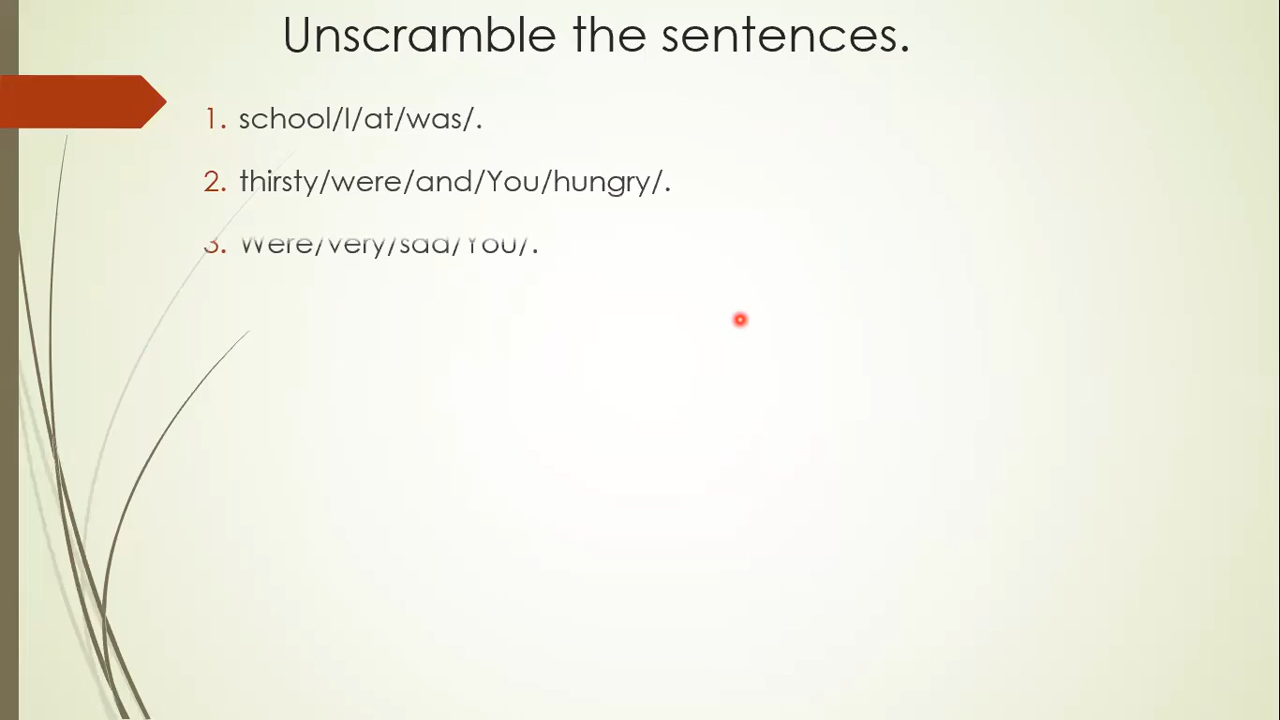 Unscramble the sentences.
1. school/I/at/was/.
2. thirsty/were/and/You/hungry/.
3. Were/very/sad/You/.